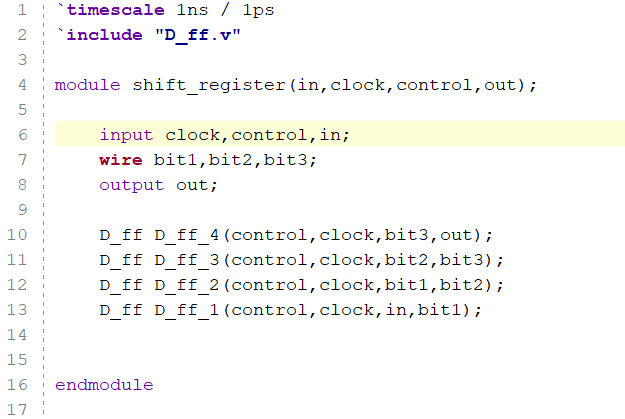 1 `timescale 1ns / 1ps
2 `include "D_ff.v"
3
4 module shift_register(in,clock,control,out);
5
6 input clock,control,in;
7 wire bit1,bit2,bit3;
8 output out;
9
10 D_ff D_ff_4(control,clock,bit3,out);
11 D_ff D_ff_3(control,clock,bit2,bit3);
12 D_ff D_ff_2(control,clock,bit1,bit2);
13 D_ff D_ff_1(control,clock,in,bit1);
14
15
16 endmodule
17